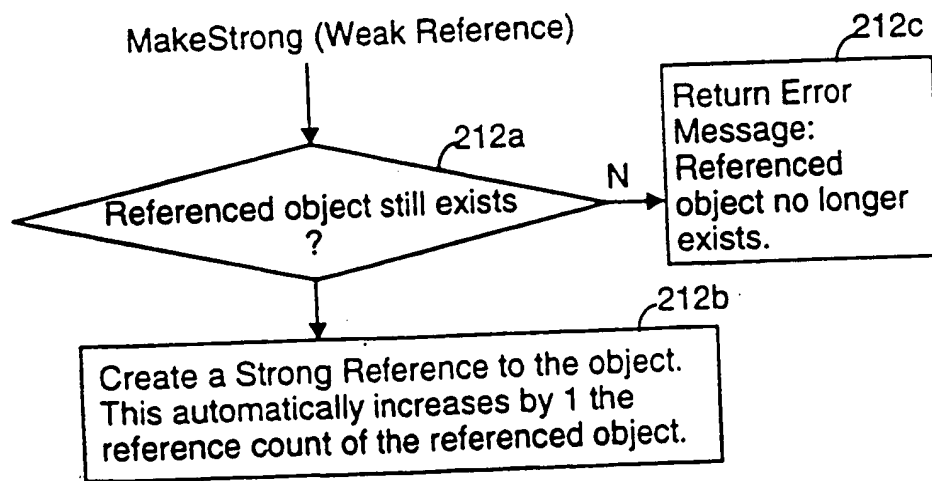 MakeStrong (Weak Reference)
212c
Return Error
Message:
Referenced
object no longer
exists.
212a
N
Referenced object still exists
?
212b
Create a Strong Reference to the object.
This automatically increases by 1 the
reference count of the referenced object.